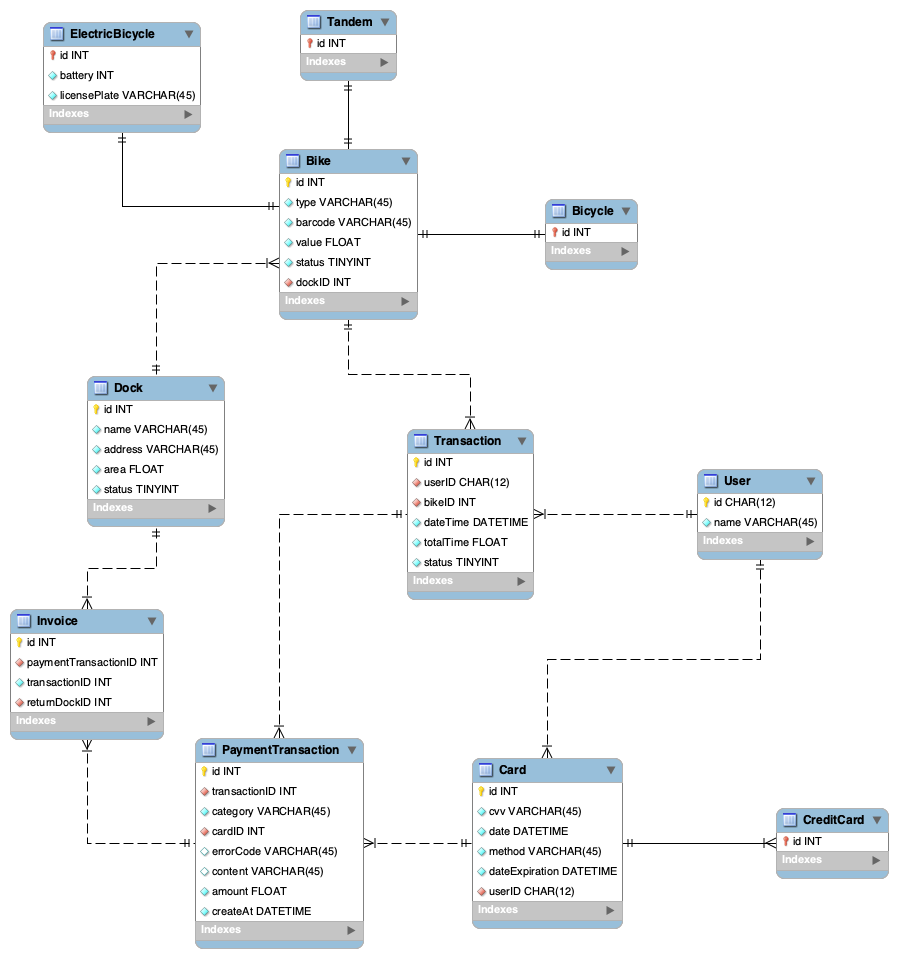 ElectricBicycle
id INT
battery INT
licensePlate VARCHAR(45)
Indexes
Tandem
id INT
Indexes
Bike
id INT
type VARCHAR(45)
barcode VARCHAR(45)
value FLOAT
status TINYINT
dockID INT
Indexes
Bicycle
id INT
Indexes
Dock
id INT
name VARCHAR(45)
address VARCHAR(45)
area FLOAT
status TINYINT
Indexes
Transaction
id INT
userID CHAR(12)
bikeID INT
dateTime DATETIME
totalTime FLOAT
status TINYINT
Indexes
User
id CHAR(12)
name VARCHAR(45)
Indexes
Invoice
id INT
paymentTransactionID INT
transactionID INT
returnDockID INT
Indexes
PaymentTransaction
id INT
transactionID INT
category VARCHAR(45)
cardID INT
errorCode VARCHAR(45)
content VARCHAR(45)
amount FLOAT
createAt DATETIME
Indexes
Card
id INT
cvv VARCHAR(45)
date DATETIME
method VARCHAR(45)
dateExpiration DATETIME
userID CHAR(12)
Indexes
CreditCard
id INT
Indexes